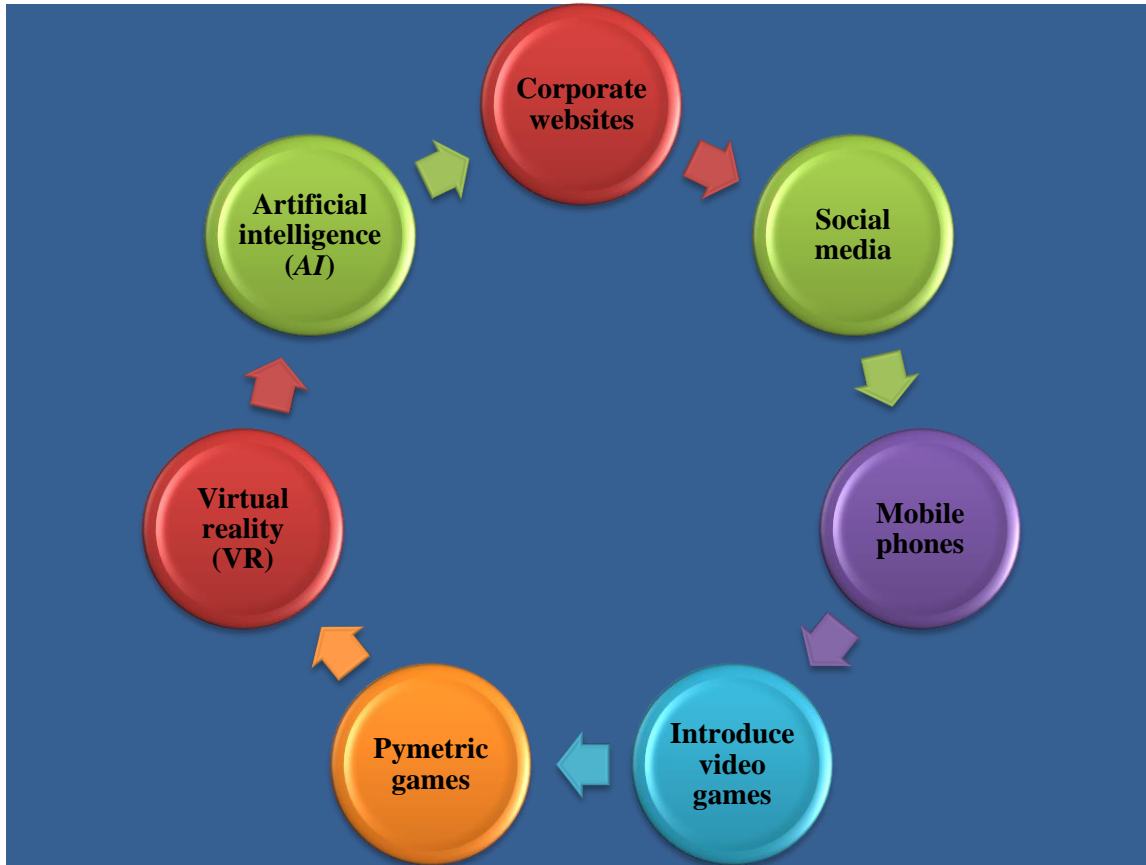 Corporate
websites
Social
media
Mobile
phones
Introduce
video
games
Pymetric
games
Virtual
reality
(VR)
Artificial
intelligence
(AI)